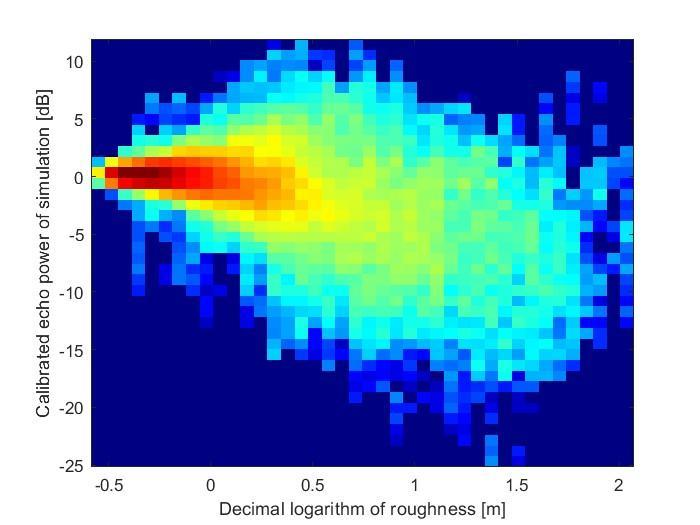 Calibrated echo power of simulation [dB]
10
5
0
-5
-10
-15
-20
-25
-0.5 0 0.5 1 1.5 2
Decimal logarithm of roughness [m]